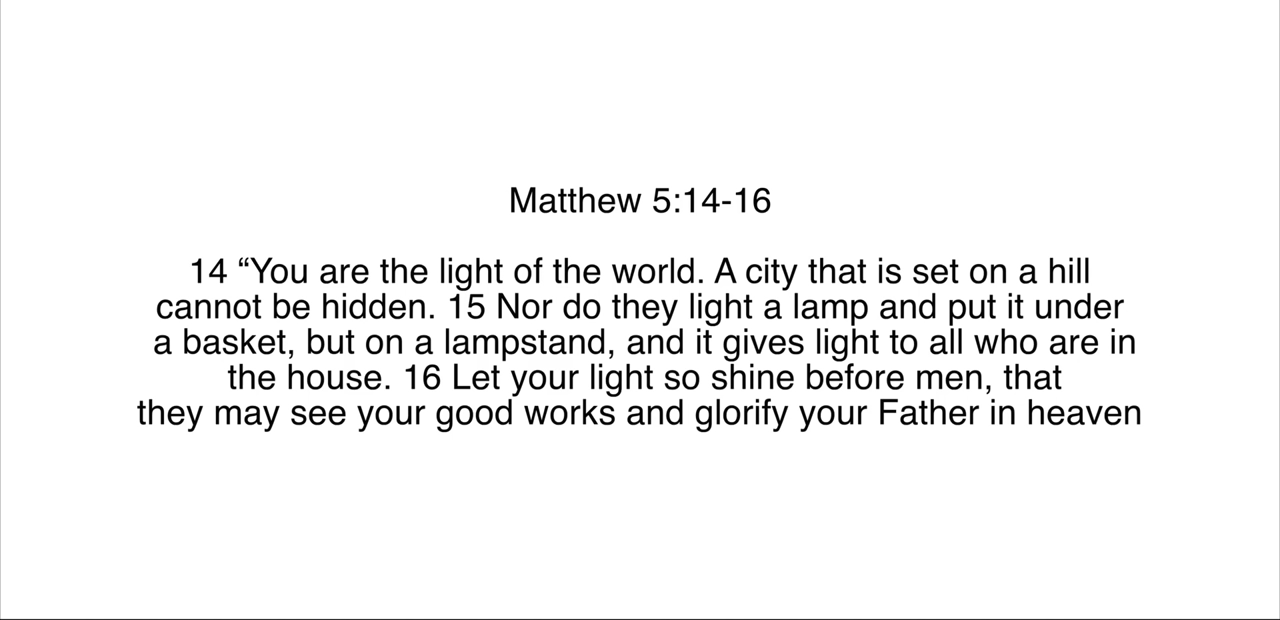 Matthew 5:14-16
14 “You are the light of the world. A city that is set on a hill
cannot be hidden. 15 Nor do they light a lamp and put it under
a basket, but on a lampstand, and it gives light to all who are in
the house. 16 Let your light so shine before men, that
they may see your good works and glorify your Father in heaven